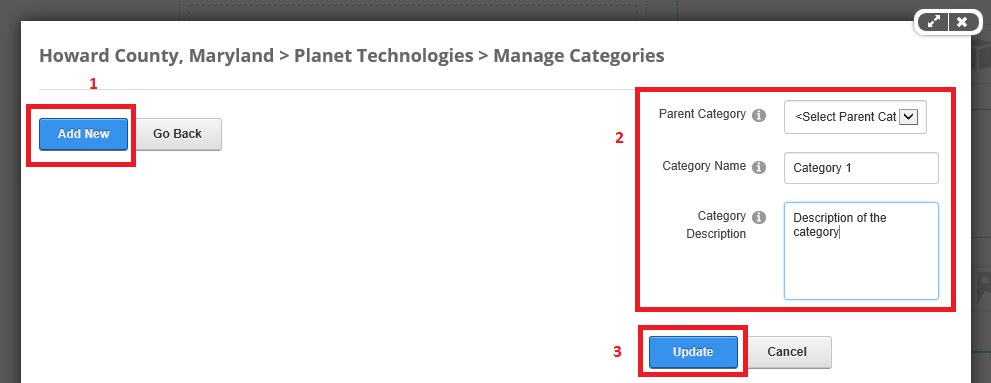 Howard County, Maryland > Planet Technologies > Manage Categories
1
Add New
Go Back
2
Parent Category
<Select Parent Cat
Category Name
Category 1
Category
Description
Description of the
category
3
Update
Cancel